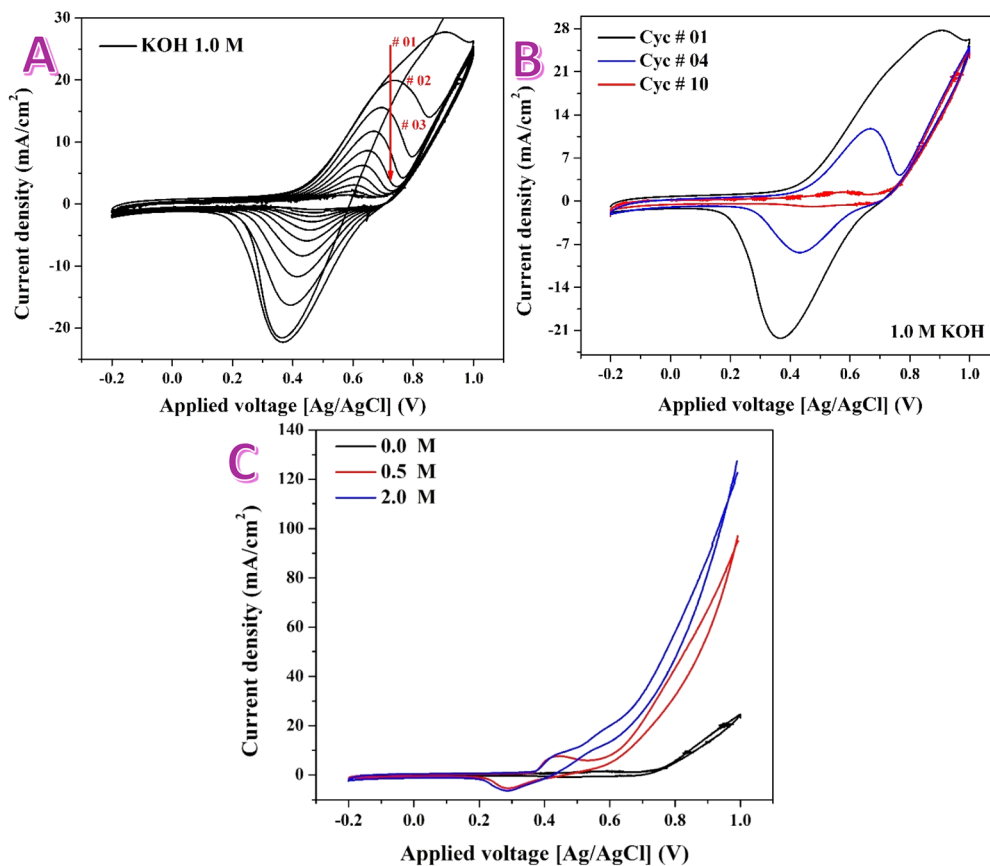 A
KOH 1.0 M
# 01
# 02
# 03
30
20
10
0
-10
-20
-0.2
0.0
0.2
0.4
0.6
0.8
1.0
Current density (mA/cm²)
Applied voltage [Ag/AgCl] (V)
B
Cyc # 01
Cyc # 04
Cyc # 10
28
21
14
7
0
-7
-14
-21
1.0 M KOH
-0.2
0.0
0.2
0.4
0.6
0.8
1.0
Current density (mA/cm²)
Applied voltage [Ag/AgCl] (V)
C
0.0 M
0.5 M
2.0 M
140
120
100
80
60
40
20
0
-20
-0.2
0.0
0.2
0.4
0.6
0.8
1.0
Current density (mA/cm²)
Applied voltage [Ag/AgCl] (V)